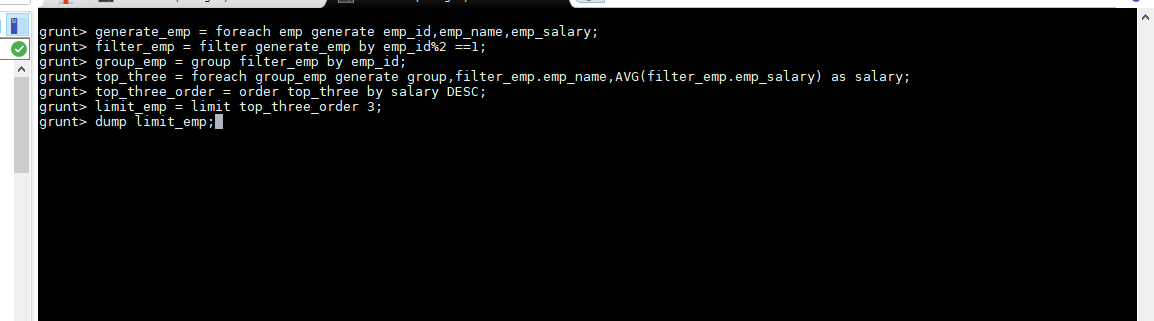 grunt> generate_emp = foreach emp generate emp_id,emp_name,emp_salary;
grunt> filter_emp = filter generate_emp by emp_id%2 ==1;
grunt> group_emp = group filter_emp by emp_id;
grunt> top_three = foreach group_emp generate group,filter_emp.emp_name,AVG(filter_emp.emp_salary) as salary;
grunt> top_three_order = order top_three by salary DESC;
grunt> limit_emp = limit top_three_order 3;
grunt> dump limit_emp;